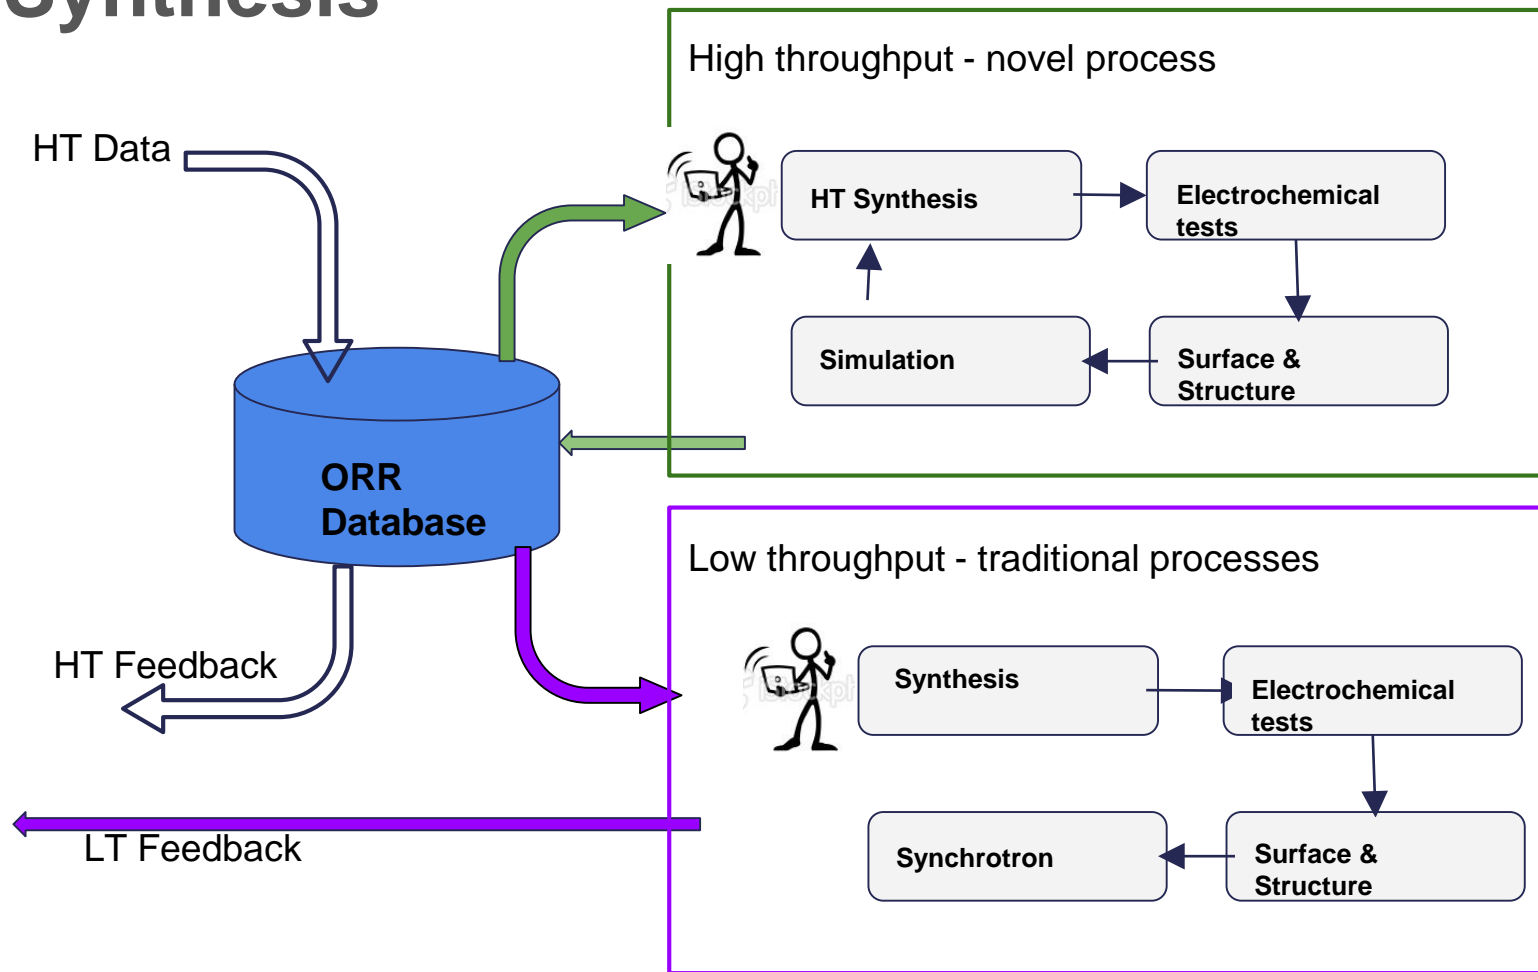 Synthesis
High throughput - novel process
HT Data
HT Synthesis
Electrochemical
tests
Simulation
Surface &
Structure
ORR
Database
Low throughput - traditional processes
HT Feedback
Synthesis
Electrochemical
tests
LT Feedback
Synchrotron
Surface &
Structure